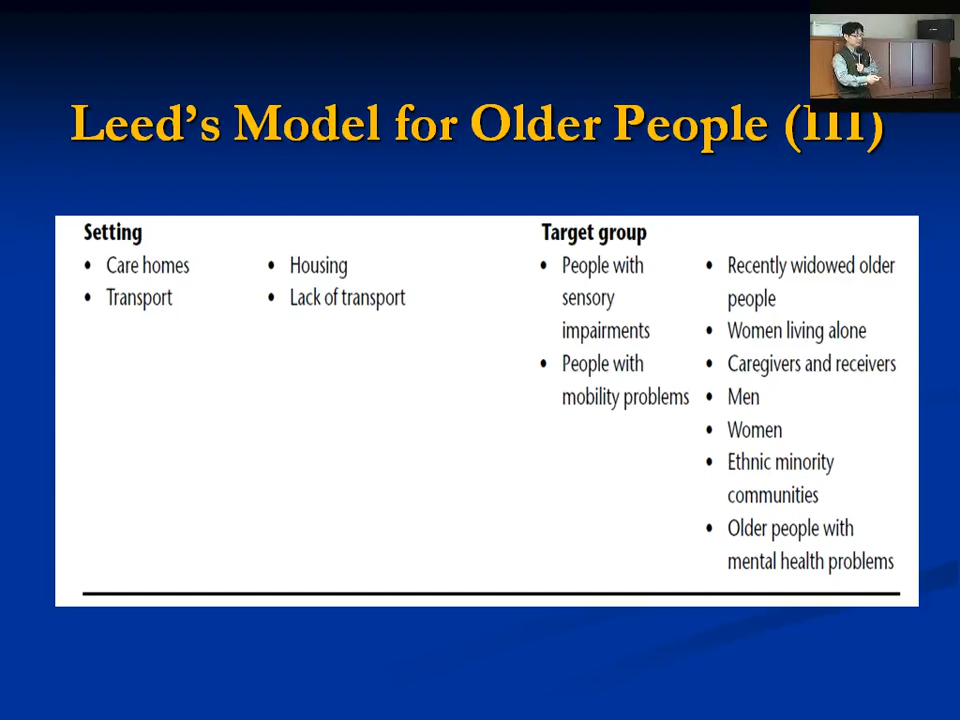 Leed's Model for Older People (III)
Setting
• Care homes
• Transport
• Housing
• Lack of transport
Target group
• People with
sensory
impairments
• People with
mobility problems
• Recently widowed older
people
• Women living alone
• Caregivers and receivers
• Men
• Women
• Ethnic minority
communities
• Older people with
mental health problems